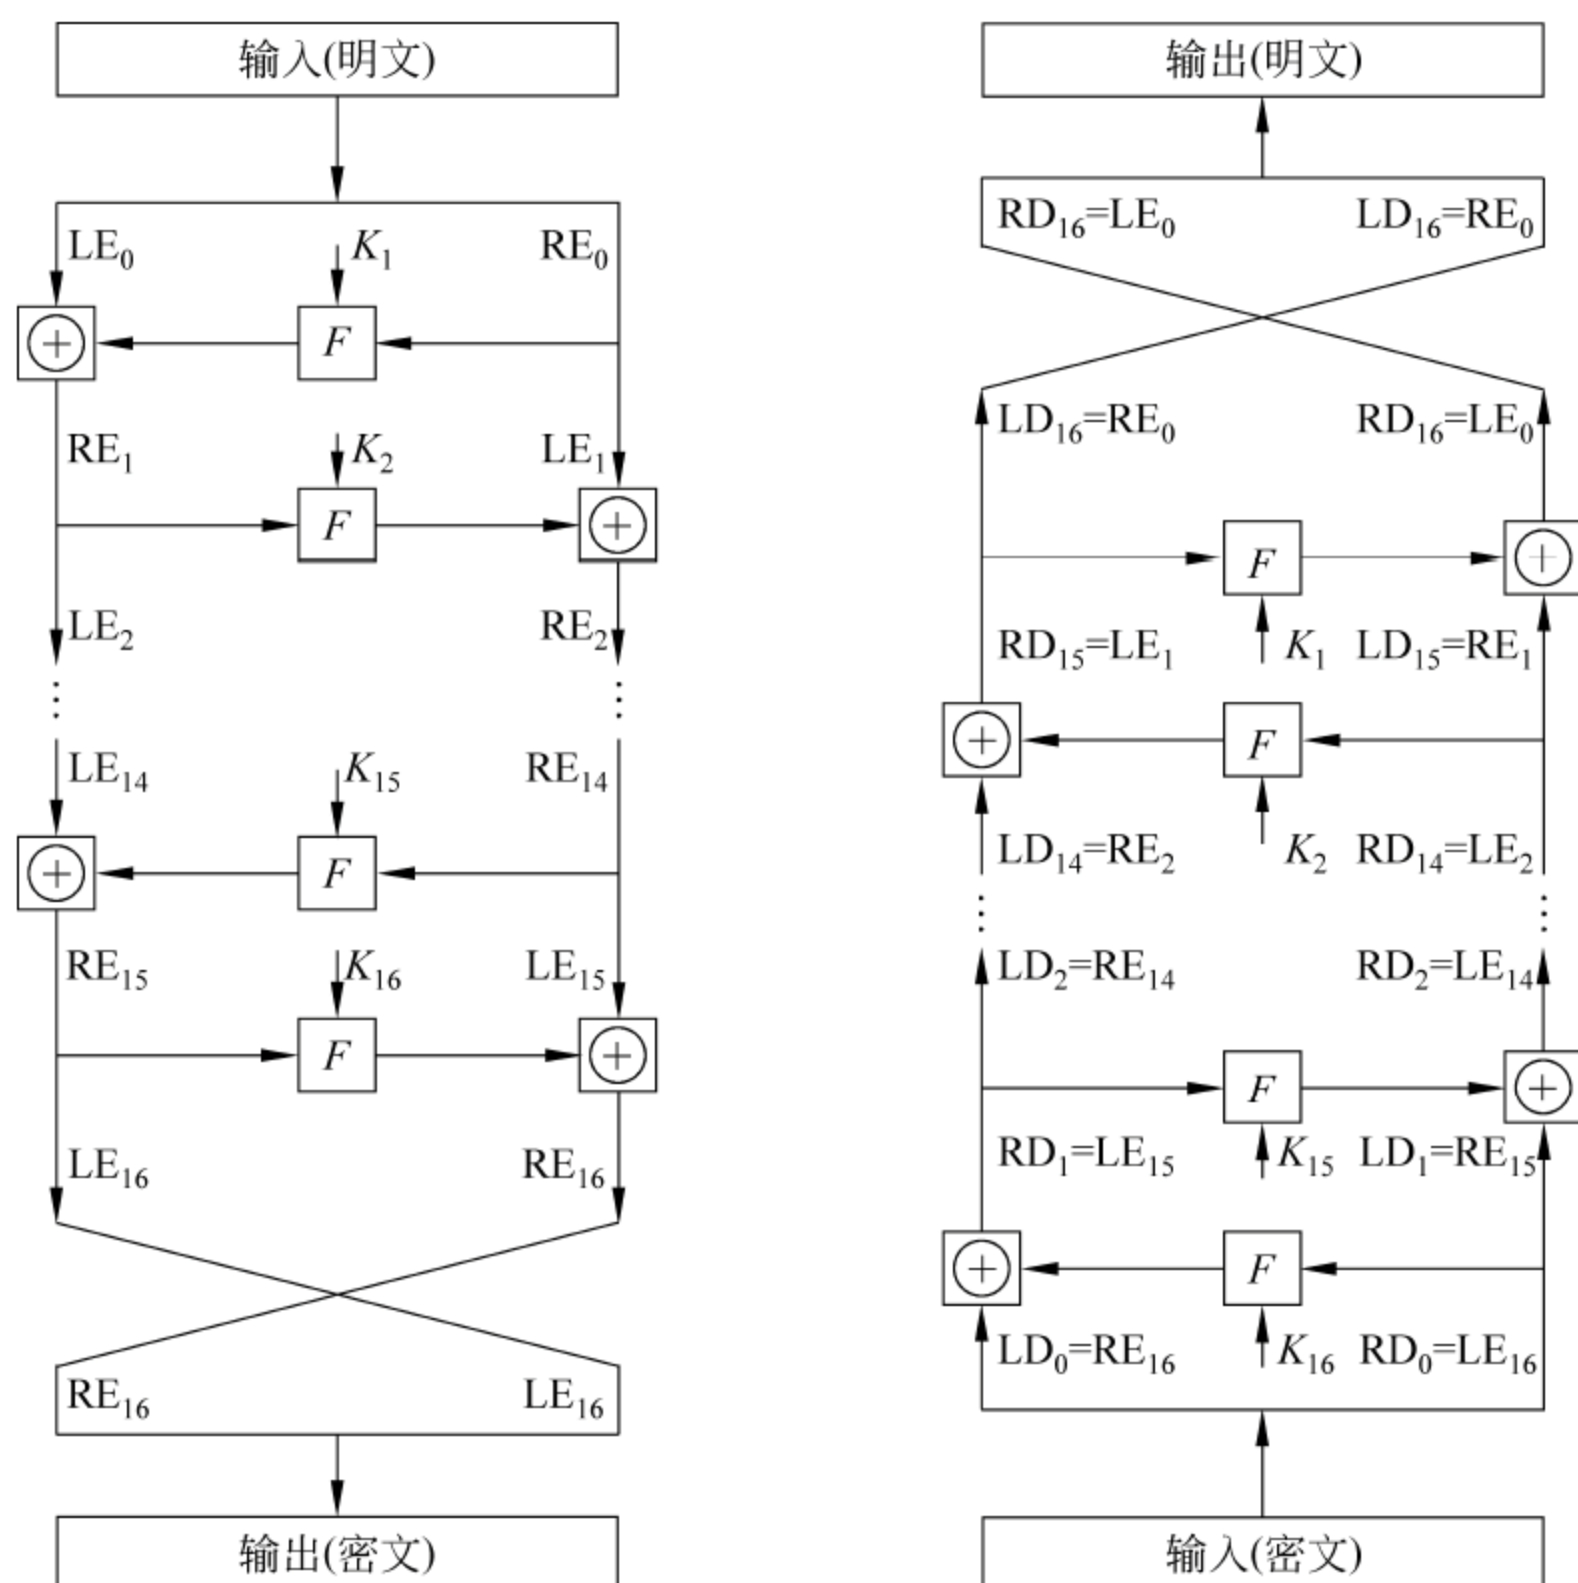 输入(明文)
LE0 K1 RE0
F
RE1 K2 LE1
F
LE2 RE2
⋮ ⋮
LE14 K15 RE14
F
RE15 K16 LE15
F
LE16 RE16
RE16 LE16
输出(密文)
输出(明文)
RD16=LE0 LD16=RE0
LD16=RE0 RD16=LE0
F
RD15=LE1 K1 LD15=RE1
F
LD14=RE2 K2 RD14=LE2
⋮ ⋮
LD2=RE14 RD2=LE14
F
RD1=LE15 K15 LD1=RE15
F
LD0=RE16 K16 RD0=LE16
输入(密文)